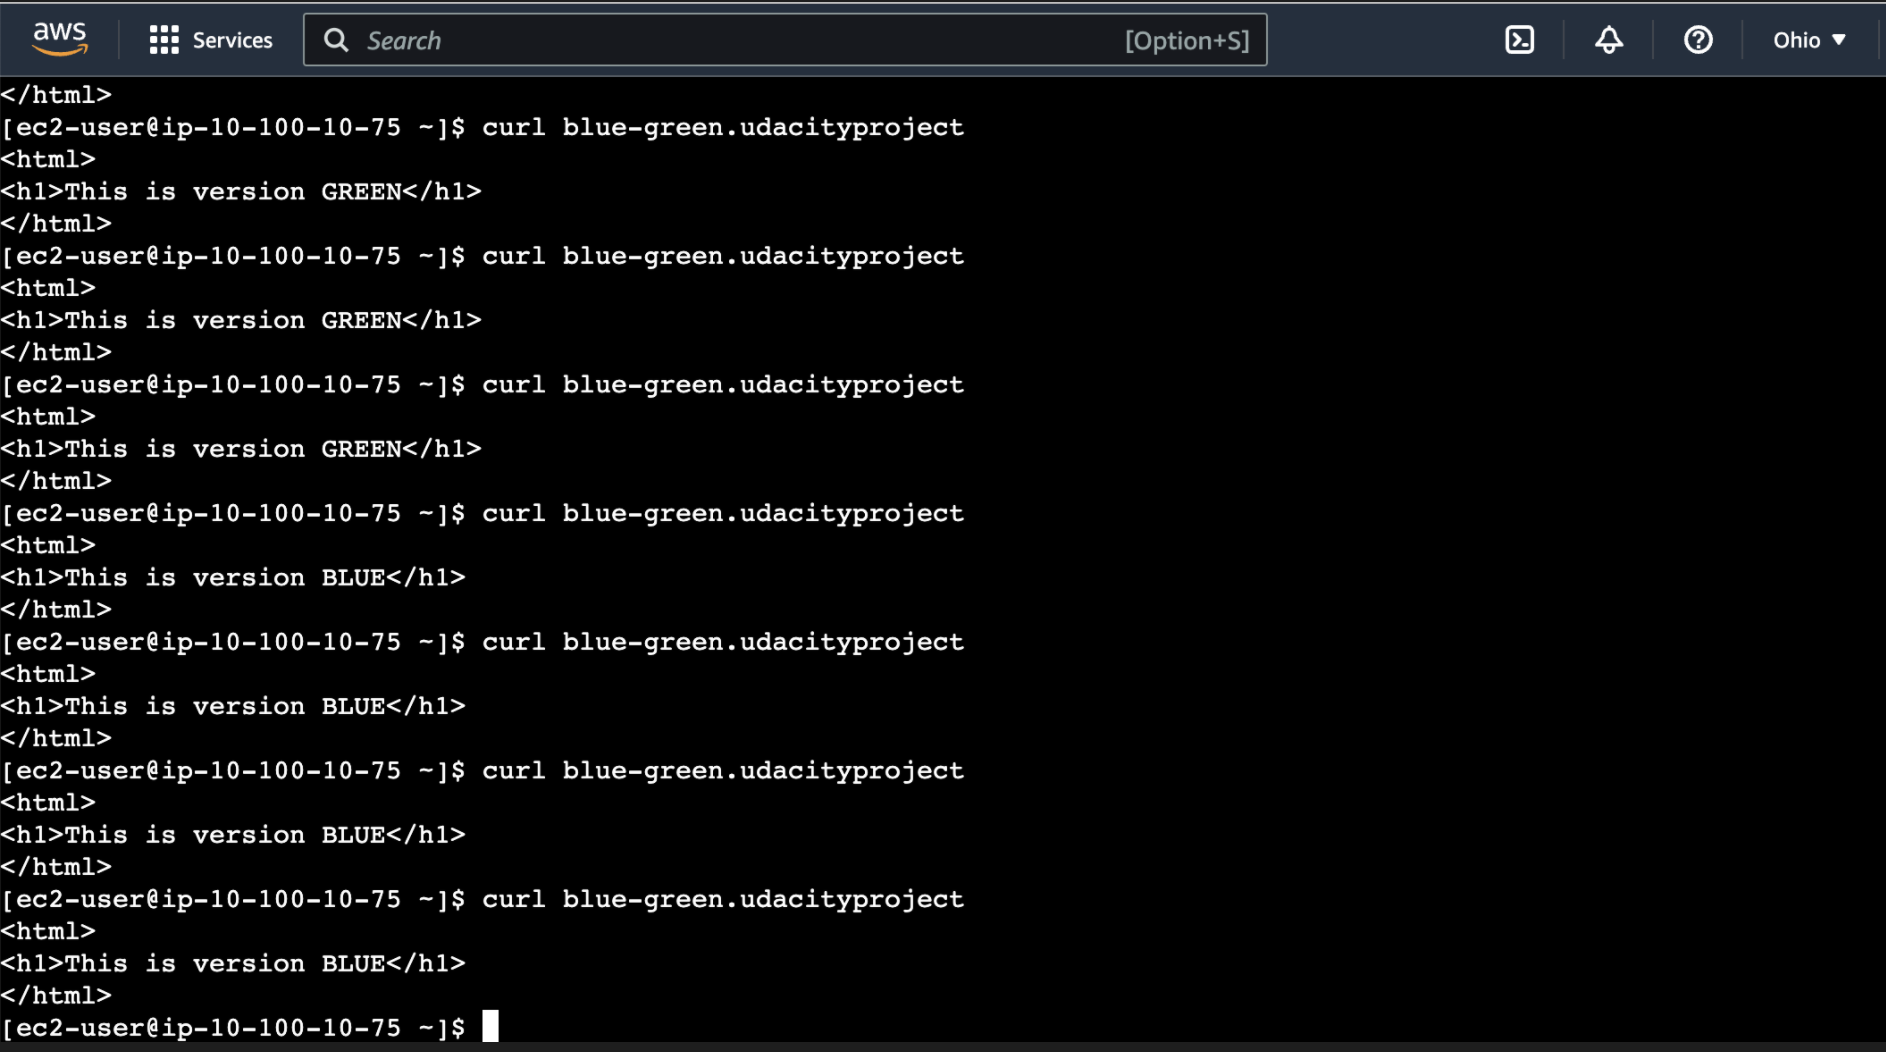 aws Services Search [Option+S] Ohio
</html>
[ec2-user@ip-10-100-10-75 ~]$ curl blue-green.udacityproject
<html>
<h1>This is version GREEN</h1>
</html>
[ec2-user@ip-10-100-10-75 ~]$ curl blue-green.udacityproject
<html>
<h1>This is version GREEN</h1>
</html>
[ec2-user@ip-10-100-10-75 ~]$ curl blue-green.udacityproject
<html>
<h1>This is version GREEN</h1>
</html>
[ec2-user@ip-10-100-10-75 ~]$ curl blue-green.udacityproject
<html>
<h1>This is version BLUE</h1>
</html>
[ec2-user@ip-10-100-10-75 ~]$ curl blue-green.udacityproject
<html>
<h1>This is version BLUE</h1>
</html>
[ec2-user@ip-10-100-10-75 ~]$ curl blue-green.udacityproject
<html>
<h1>This is version BLUE</h1>
</html>
[ec2-user@ip-10-100-10-75 ~]$ curl blue-green.udacityproject
<html>
<h1>This is version BLUE</h1>
</html>
[ec2-user@ip-10-100-10-75 ~]$